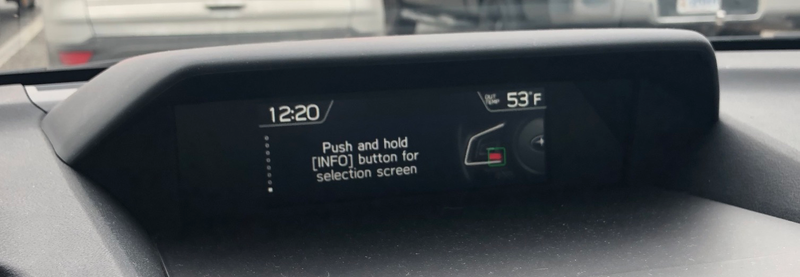 12:20
OUT
TEMP
53°F
Push and hold
[INFO] button for
selection screen